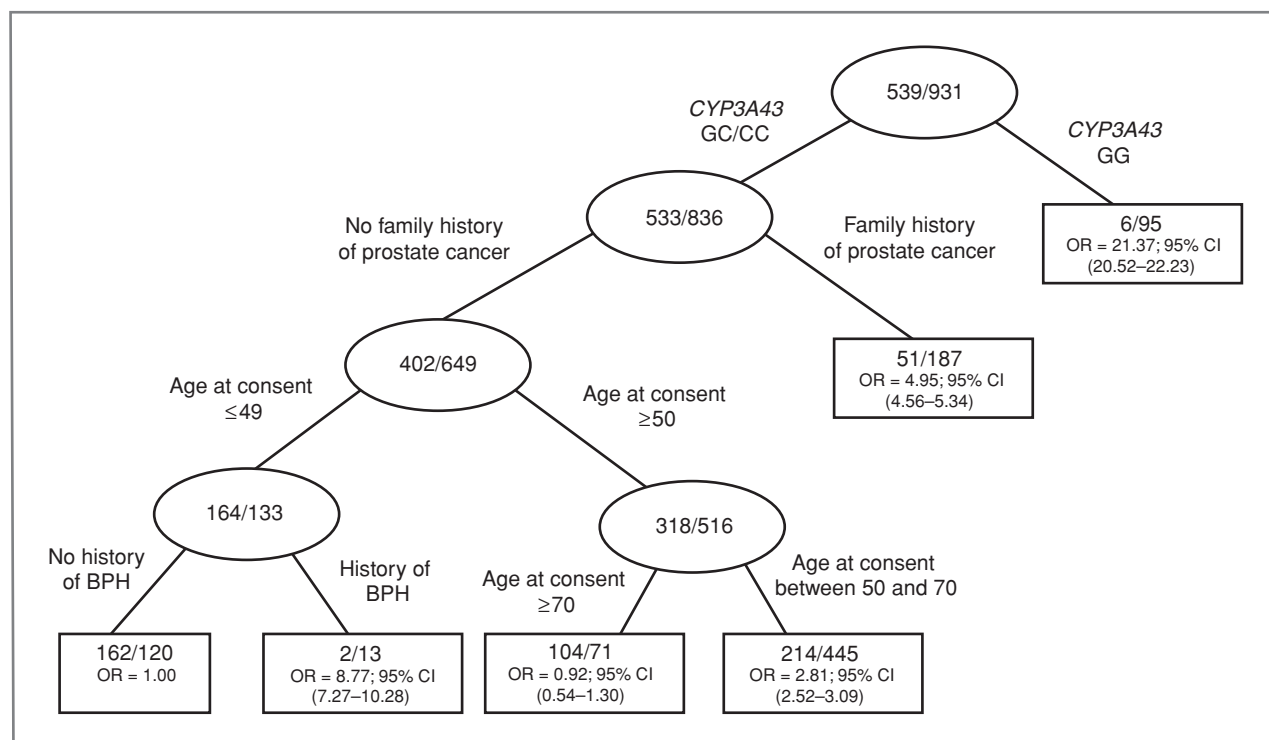 539/931
CYP3A43
GC/CC
CYP3A43
GG
533/836
6/95
OR = 21.37; 95% CI
(20.52–22.23)
No family history
of prostate cancer
Family history
of prostate cancer
402/649
51/187
OR = 4.95; 95% CI
(4.56–5.34)
Age at consent
≤49
Age at consent
≥50
164/133
318/516
No history
of BPH
History of
BPH
Age at consent
≥70
Age at consent
between 50 and 70
162/120
OR = 1.00
2/13
OR = 8.77; 95% CI
(7.27–10.28)
104/71
OR = 0.92; 95% CI
(0.54–1.30)
214/445
OR = 2.81; 95% CI
(2.52–3.09)